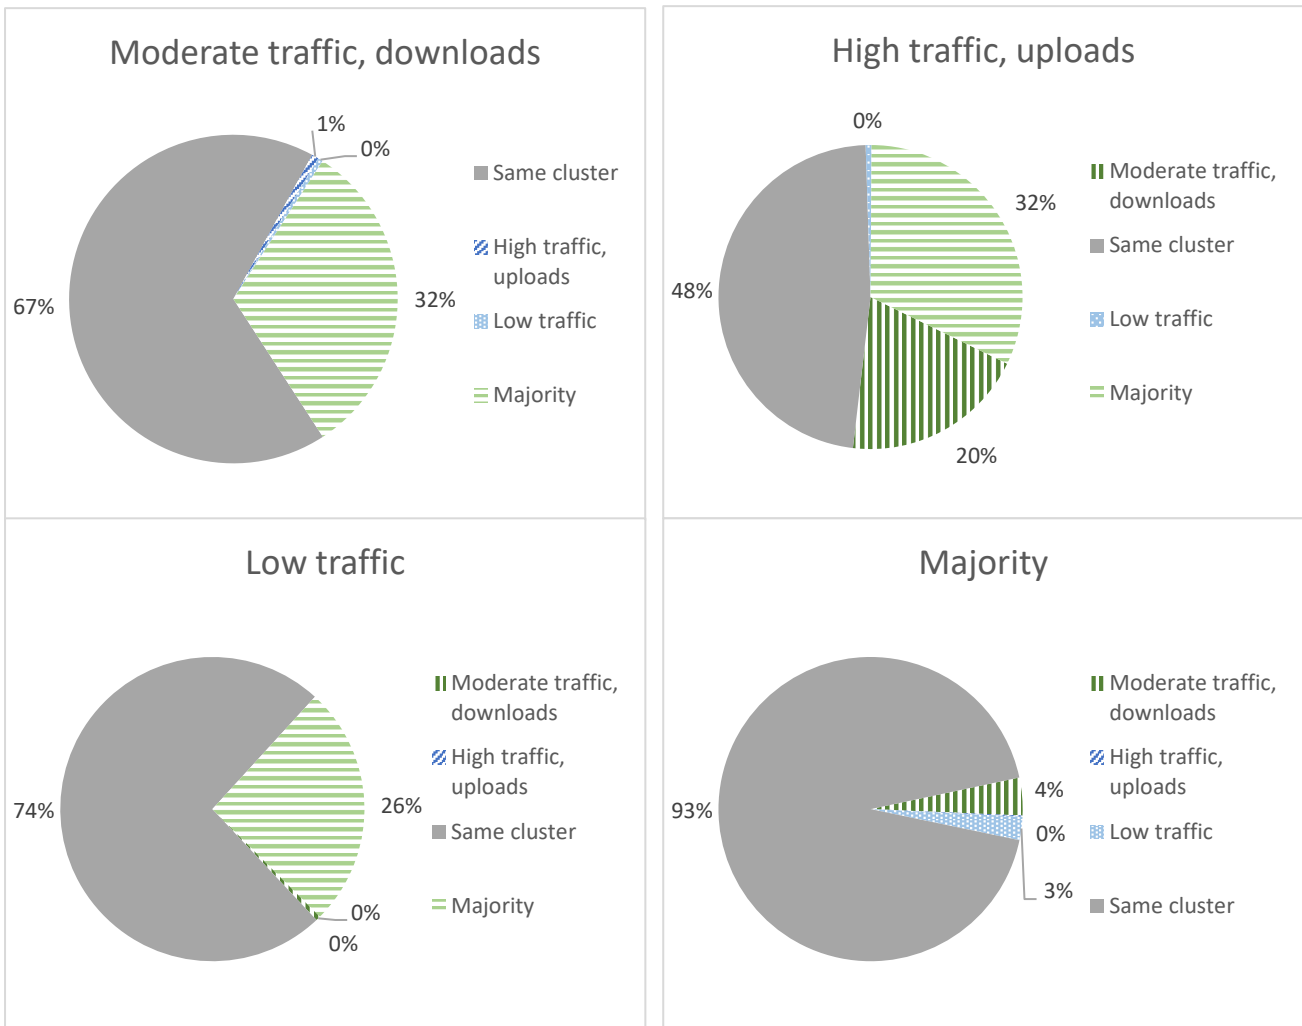 Moderate traffic, downloads
1%
0%
67%
32%
Same cluster
High traffic,
uploads
Low traffic
Majority
High traffic, uploads
0%
32%
48%
20%
Moderate traffic,
downloads
Same cluster
Low traffic
Majority
Low traffic
74%
26%
0%
0%
Moderate traffic,
downloads
High traffic,
uploads
Same cluster
Majority
Majority
93%
4%
0%
3%
Moderate traffic,
downloads
High traffic,
uploads
Low traffic
Same cluster